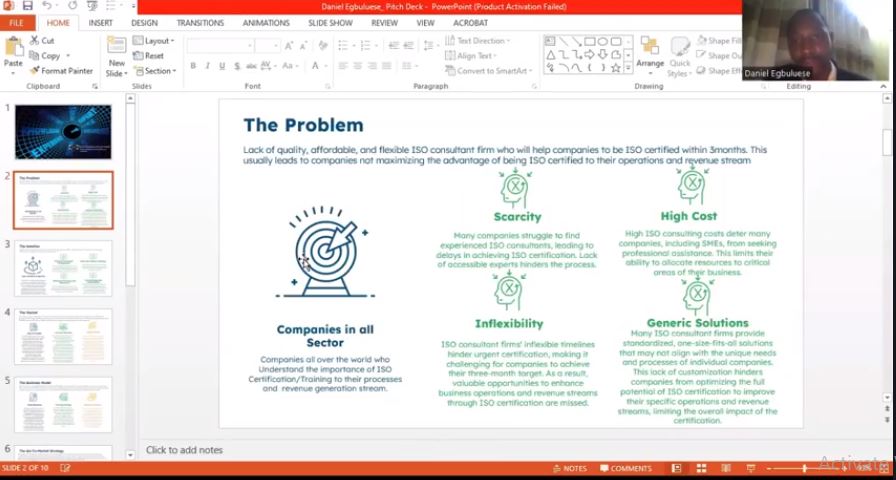 Daniel Egbuluese_ Pitch Deck - PowerPoint (Product Activation Failed)
FILE HOME INSERT DESIGN TRANSITIONS ANIMATIONS SLIDE SHOW REVIEW VIEW ACROBAT
Cut
Copy
Format Painter
Paste
Clipboard
New
Slide
Layout
Reset
Section
Slides
Font
Paragraph
Text Direction
Align Text
Convert to SmartArt
Arrange
Quick
Styles
Shape Fill
Shape
Shape Eff
Drawing
Editing
Daniel Egbuluese
1
2
3
4
5
6
The Problem
Lack of quality, affordable, and flexible ISO consultant firm who will help companies to be ISO certified within 3months. This
usually leads to companies not maximizing the advantage of being ISO certified to their operations and revenue stream
Companies in all
Sector
Companies all over the world who
Understand the importance of ISO
Certification/Training to their processes
and revenue generation stream.
Scarcity
Many companies struggle to find
experienced ISO consultants, leading to
delays in achieving ISO certification. Lack
of accessible experts hinders the process.
High Cost
High ISO consulting costs deter many
companies, including SMEs, from seeking
professional assistance. This limits their
ability to allocate resources to critical
areas of their business.
Inflexibility
ISO consultant firms' inflexible timelines
hinder urgent certification, making it
challenging for companies to achieve
their three-month target. As a result,
valuable opportunities to enhance
business operations and revenue streams
through ISO certification are missed.
Generic Solutions
Many ISO consultant firms provide
standardized, one-size-fits-all solutions
that may not align with the unique needs
and processes of individual companies.
This lack of customization hinders
companies from optimizing the full
potential of ISO certification to improve
their specific operations and revenue
streams, limiting the overall impact of the
certification.
Click to add notes
Activate
SLIDE 2 OF 10
NOTES
COMMENTS